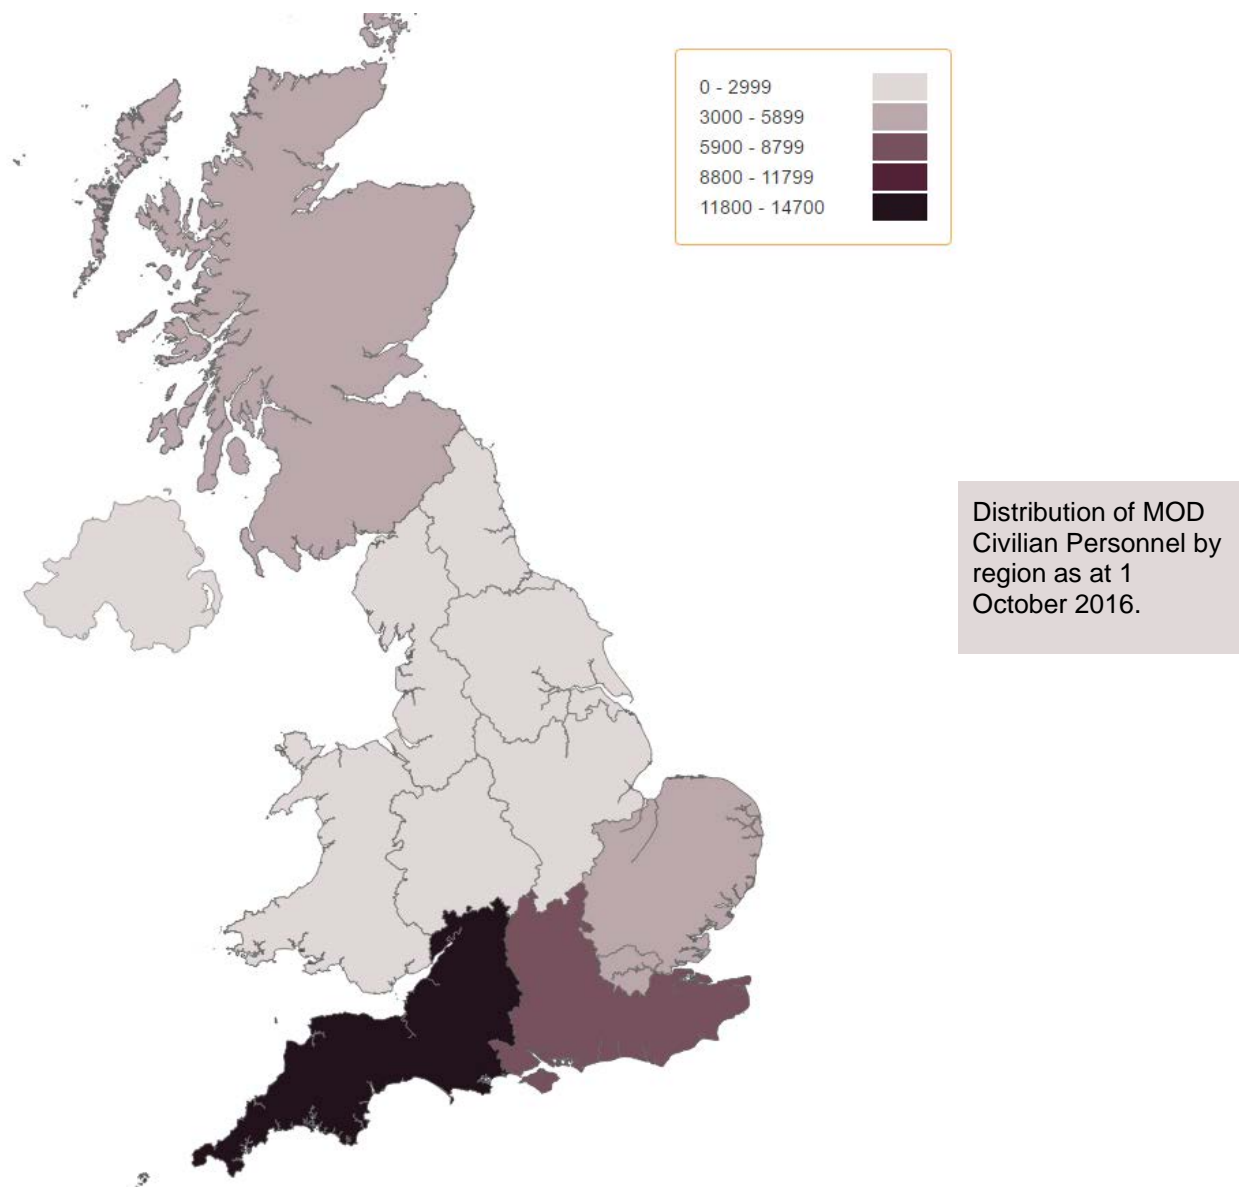 0 - 2999
3000 - 5899
5900 - 8799
8800 - 11799
11800 - 14700
Distribution of MOD
Civilian Personnel by
region as at 1
October 2016.